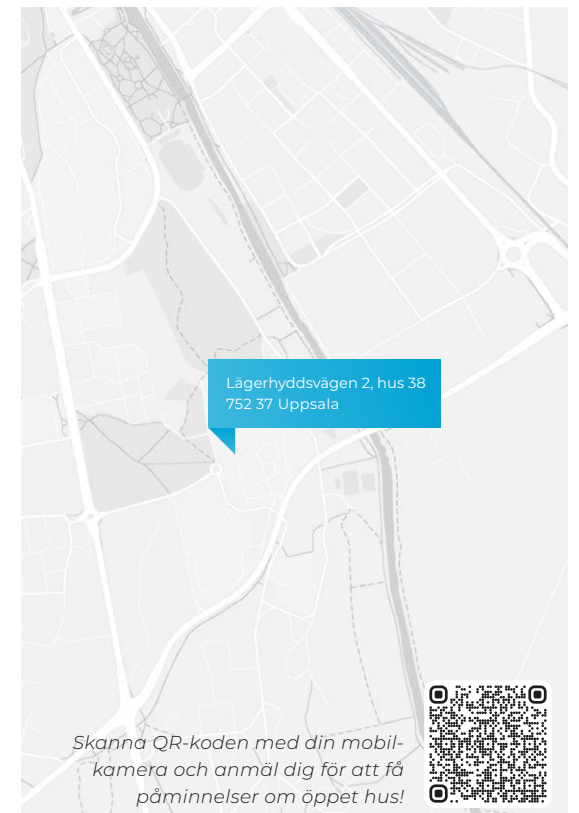 Lägerhyddsvägen 2, hus 38
752 37 Uppsala
Skanna QR-koden med din mobil-
kamera och anmäl dig för att få
påminnelser om öppet hus!